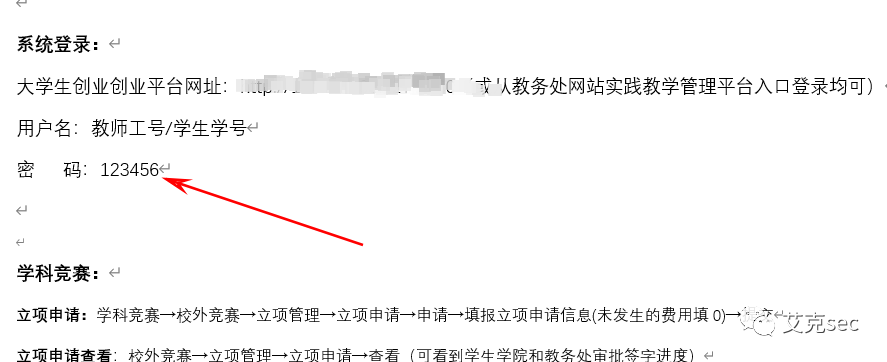 系统登录：
大学生创业创业平台网址：（或从教务处网站实践教学管理平台入口登录均可）
用户名：教师工号/学生学号
密 码：123456
学科竞赛：
立项申请：学科竞赛→校外竞赛→立项管理→立项申请→申请→填报立项申请信息(未发生的费用填 0)→
艾克sec
立项申请查看：校外竞赛→立项管理→立项申请→查看（可看到学生学院和教务处审批签字进度）